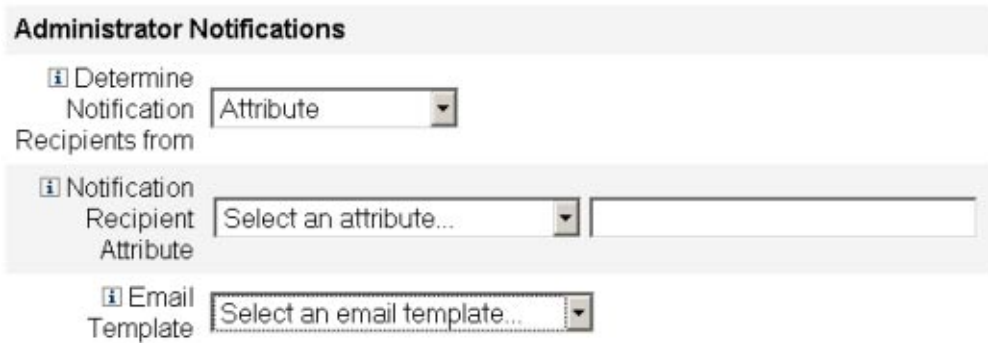 Administrator Notifications
i Determine
Notification Attribute
Recipients from
i Notification
Recipient Select an attribute...
Attribute
i Email
Template Select an email template...